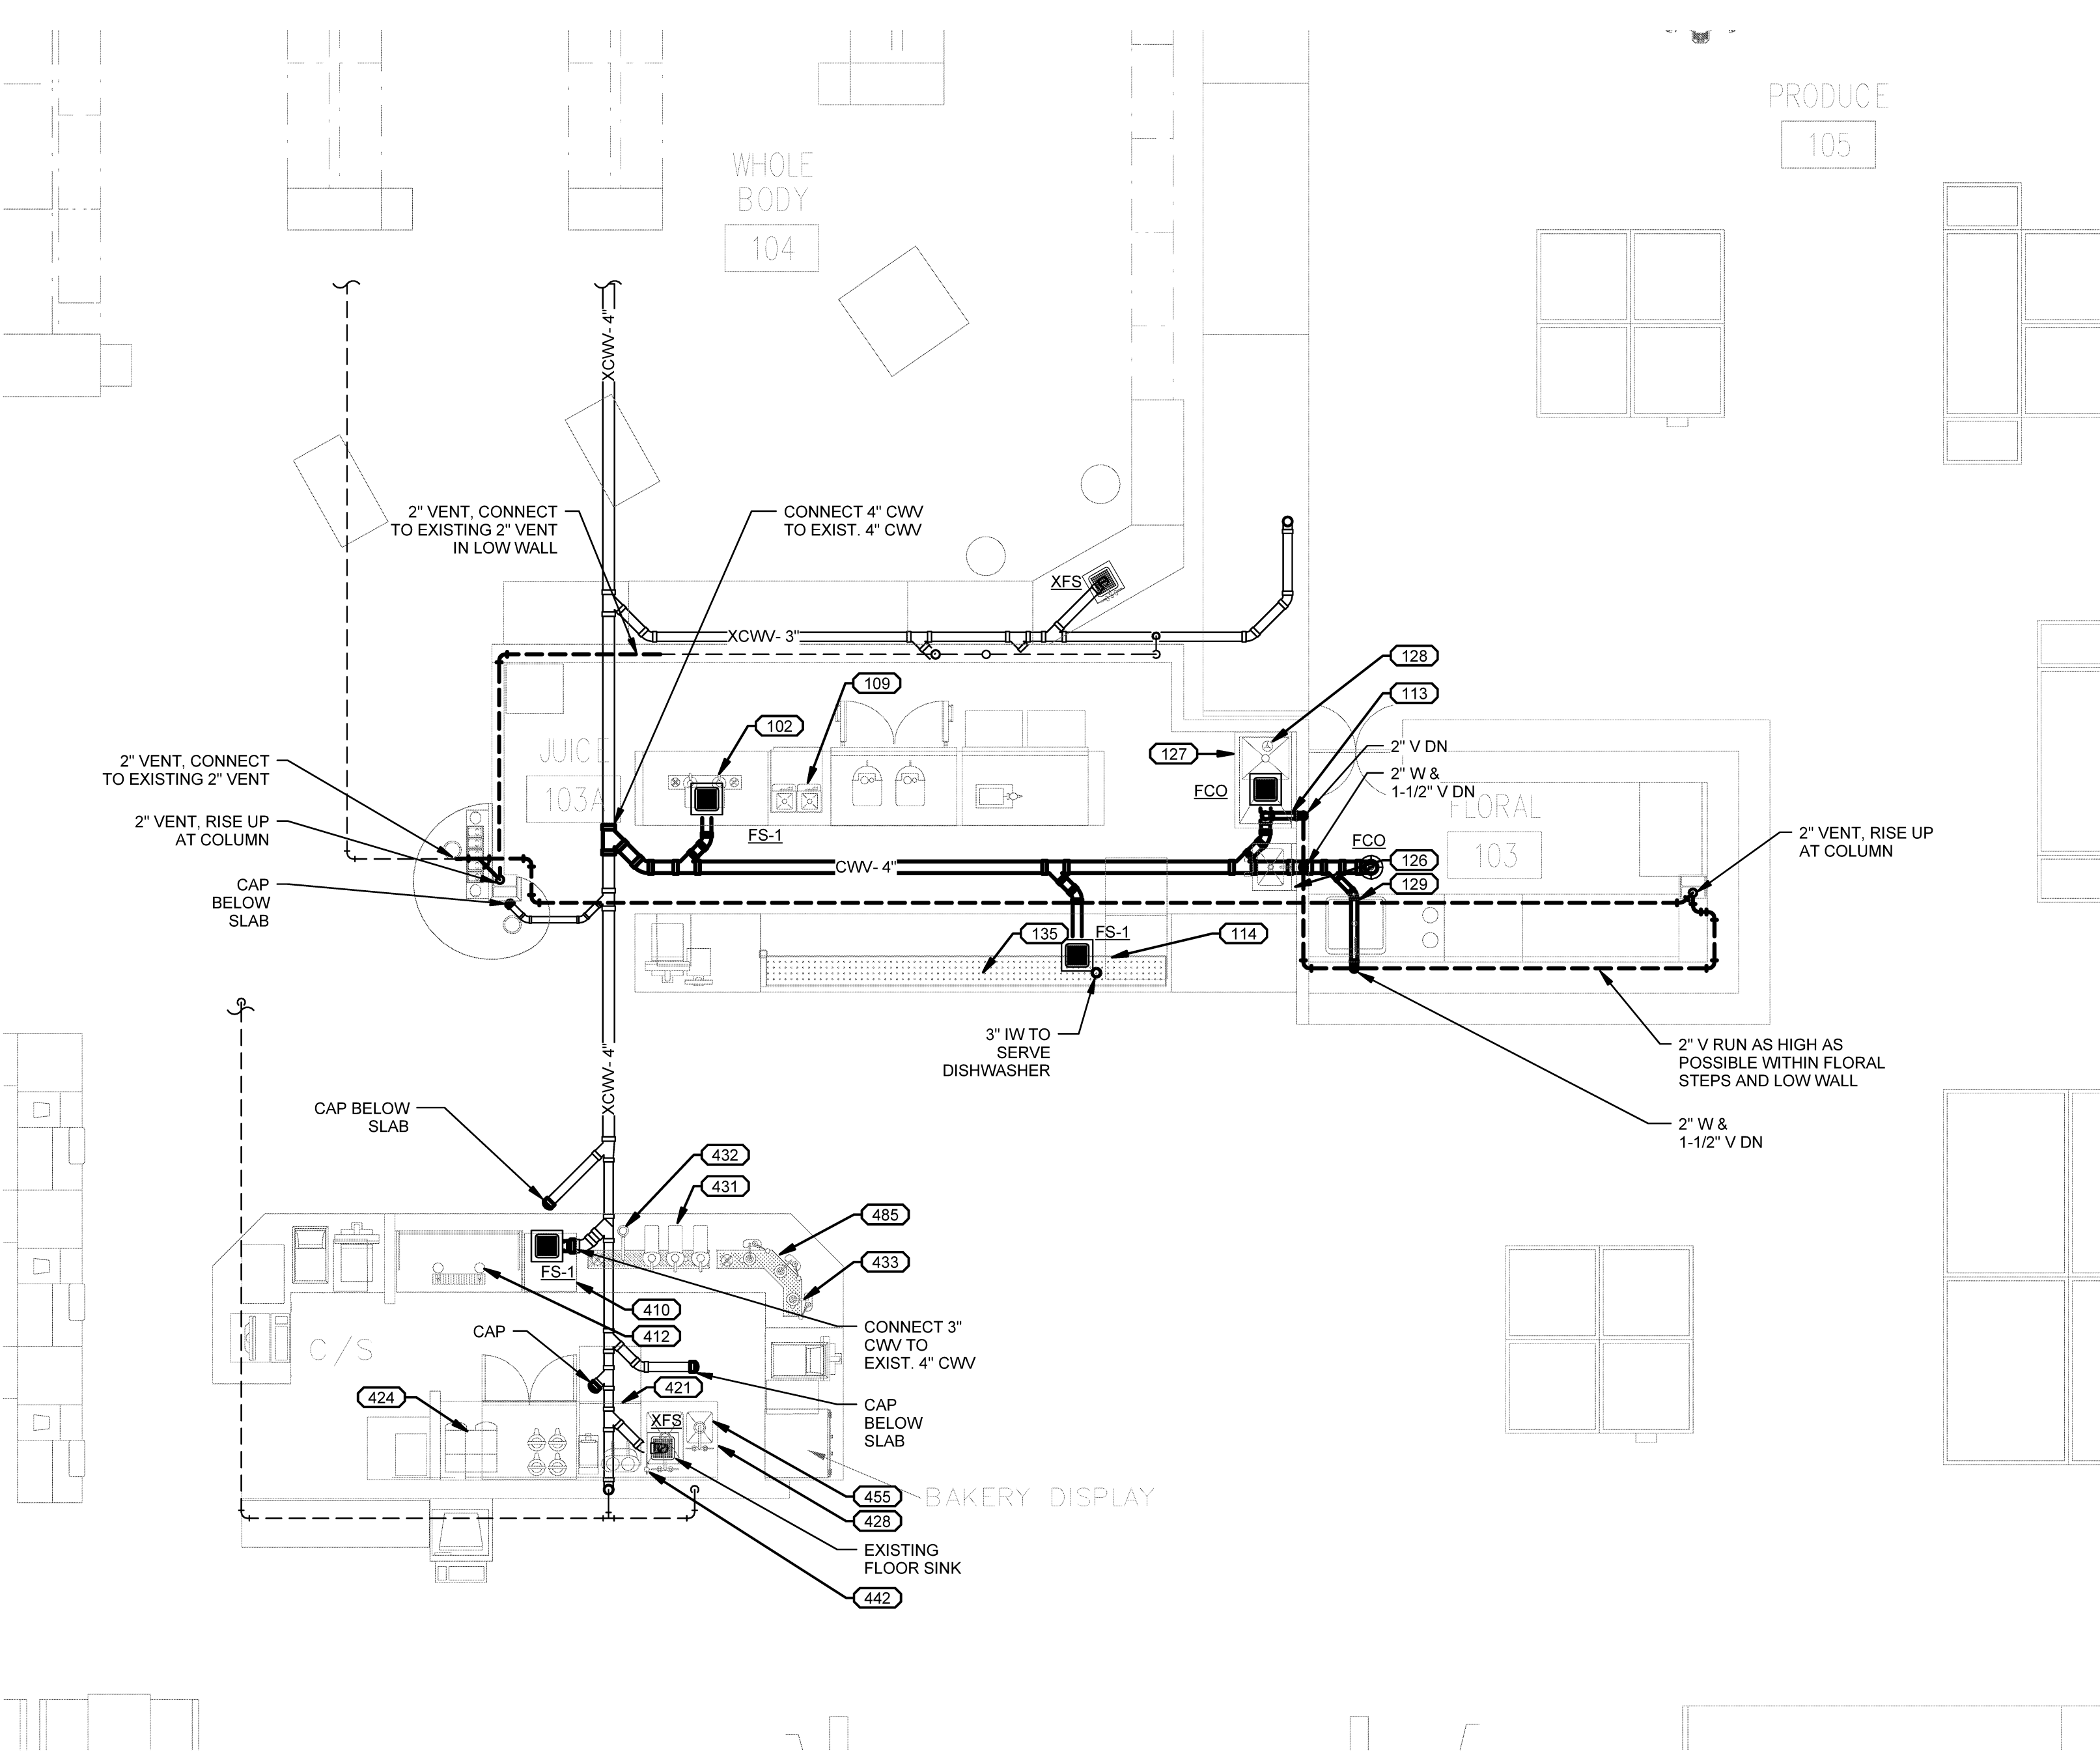 PRODUCE
105
WHOLE
BODY
104
XCWV- 4"
2" VENT, CONNECT
TO EXISTING 2" VENT
IN LOW WALL
CONNECT 4" CWV
TO EXIST. 4" CWV
XFS
XCWV- 3"
128
109
113
102
JUICE
127
2" V DN
2" VENT, CONNECT
TO EXISTING 2" VENT
2" W &
1-1/2" V DN
103A
FCO
FLORAL
2" VENT, RISE UP
AT COLUMN
FS-1
FCO
103
2" VENT, RISE UP
AT COLUMN
CWV- 4"
126
129
CAP
BELOW
SLAB
135
FS-1
114
3" IW TO
SERVE
DISHWASHER
2" V RUN AS HIGH AS
POSSIBLE WITHIN FLORAL
STEPS AND LOW WALL
XCWV- 4"
CAP BELOW
SLAB
2" W &
1-1/2" V DN
432
431
485
433
FS-1
410
412
CONNECT 3"
CWV TO
EXIST. 4" CWV
CAP
C/S
421
424
CAP
BELOW
SLAB
XFS
455
BAKERY DISPLAY
428
EXISTING
FLOOR SINK
442